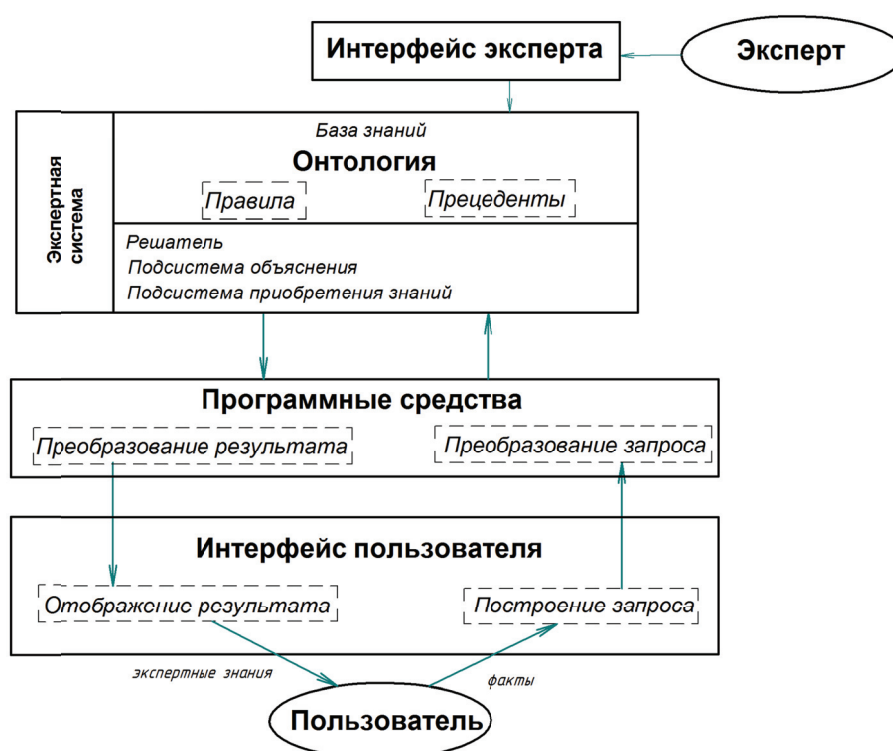 Интерфейс эксперта
Эксперт
Экспертная
система
База знаний
Онтология
Правила
Прецеденты
Решатель
Подсистема объяснения
Подсистема приобретения знаний
Программные средства
Преобразование результата
Преобразование запроса
Интерфейс пользователя
Отображение результата
Построение запроса
экспертные знания
факты
Пользователь